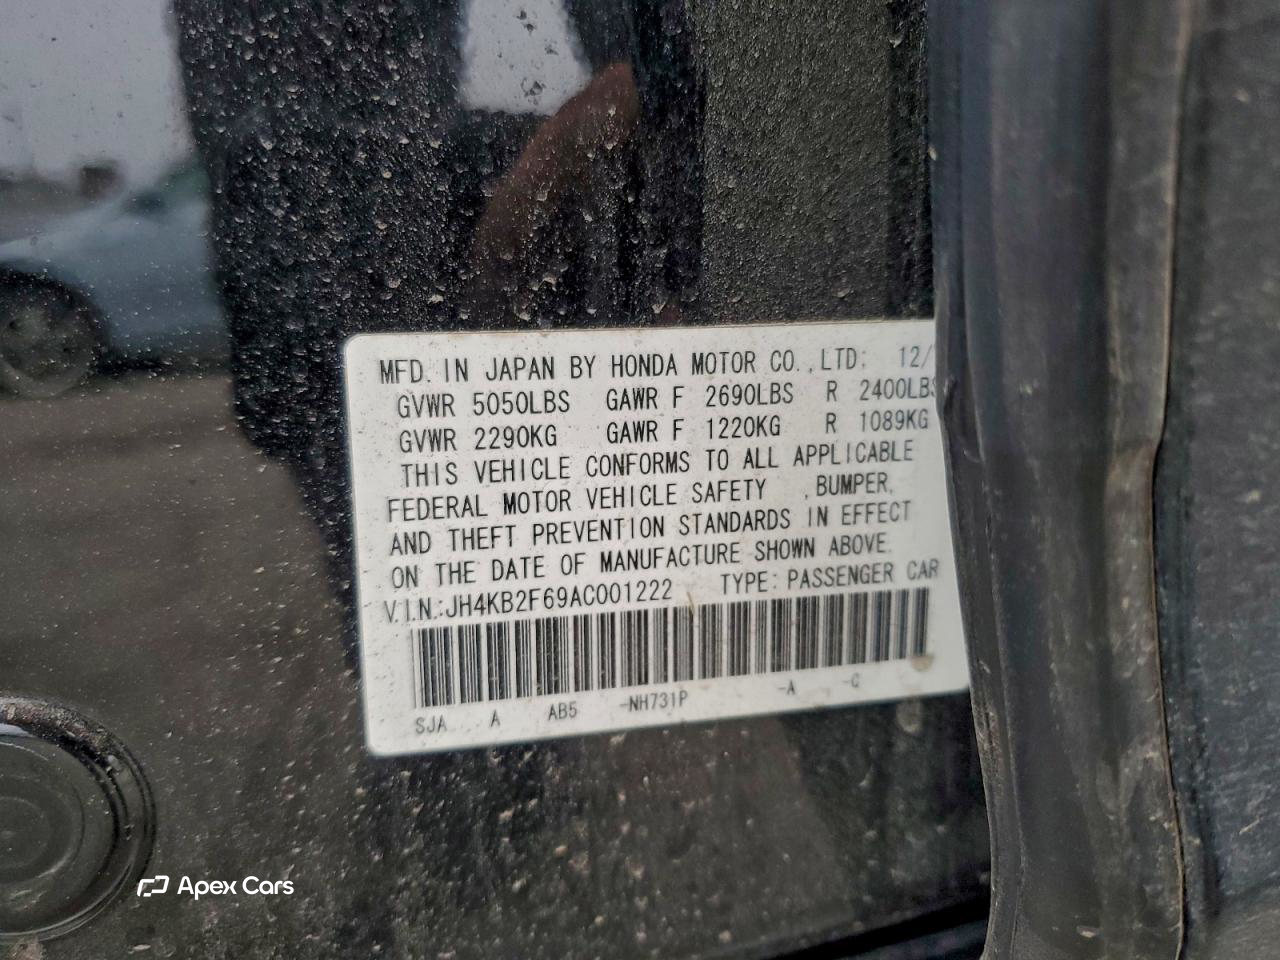 MFD. IN JAPAN BY HONDA MOTOR CO., LTD; 12/
GVWR 5050LBS GAWR F 2690LBS R 2400LBS
GVWR 2290KG GAWR F 1220KG R 1089KG
THIS VEHICLE CONFORMS TO ALL APPLICABLE
FEDERAL MOTOR VEHICLE SAFETY , BUMPER,
AND THEFT PREVENTION STANDARDS IN EFFECT
ON THE DATE OF MANUFACTURE SHOWN ABOVE.
V.I.N.:JH4KB2F69AC001222 TYPE: PASSENGER CAR
SJA A AB5 -NH731P -A -C
Apex Cars